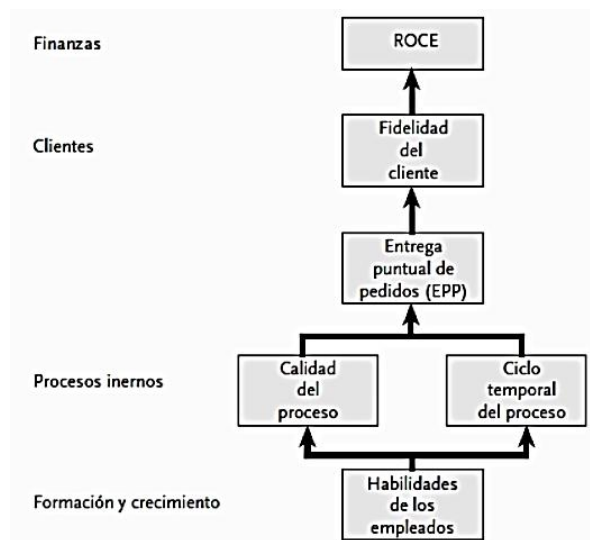 Finanzas
ROCE
Clientes
Fidelidad
del
cliente
Entrega
puntual de
pedidos (EPP)
Procesos inernos
Calidad
del
proceso
Ciclo
temporal
del proceso
Formación y crecimiento
Habilidades
de los
empleados